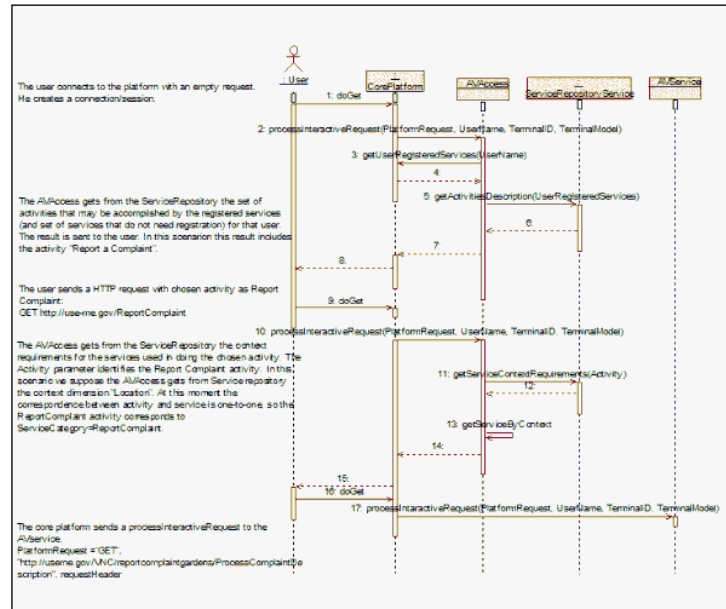 : User
CorePlatform
AVAccess
ServiceRepositoryService
AVService
The user connects to the platform with an empty request.
He creates a connection/session.
1: doGet
2: processInteractiveRequest(PlatformRequest, UserName, TerminalID, TerminalModel)
3: getUserRegisteredServices(UserName)
4:
The AVAccess gets from the ServiceRepository the set of
activities that may be accomplished by the registered services
(and set of services that do not need registration) for that user.
The result is sent to the user. In this scenarion this result includes
the activity "Report a Complaint".
5: getActivitiesDescription(UserRegisteredServices)
6:
7:
8:
The user sends a HTTP request with chosen activity as Report
Complaint:
GET http://use-me.gov/ReportComplaint
9: doGet
10: processInteractiveRequest(PlatformRequest, UserName, TerminalID. TerminalModel)
The AVAccess gets from the ServiceRepository the context
requirements for the services used in doing the chosen activity. The
Activity parameter identifies the Report Complaint activity. In this
scenario we suppose the AVAccess gets from Service repository
the context dimension "Location". At this moment the
correspondence between activity and service is one-to-one, so the
ReportComplaint activity corresponds to
ServiceCategory=ReportComplaint.
11: getServiceContextRequirements(Activity)
12:
13: getServiceByContext
14:
15:
16: doGet
17: processInteractiveRequest(PlatformRequest, UserName, TerminalID. TerminalModel)
The core platform sends a processInteractiveRequest to the
AVservice.
PlatformRequest ="GET",
"http://useme.gov/VNC/reportcomplaintgardens/ProcessComplaintDe
scription", requestHeader